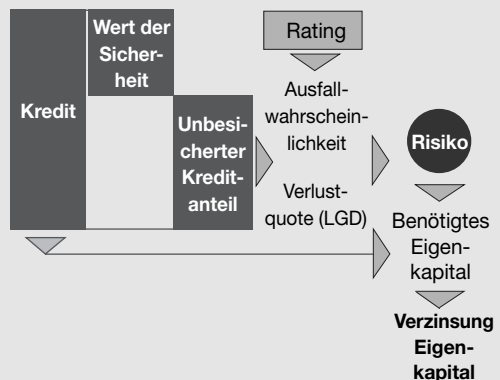 Kredit
Wert der
Sicher-
heit
Unbesi-
cherter
Kredit-
anteil
Rating
Ausfall-
wahrschein-
lichkeit
Verlust-
quote (LGD)
Risiko
Benötigtes
Eigen-
kapital
Verzinsung
Eigen-
kapital